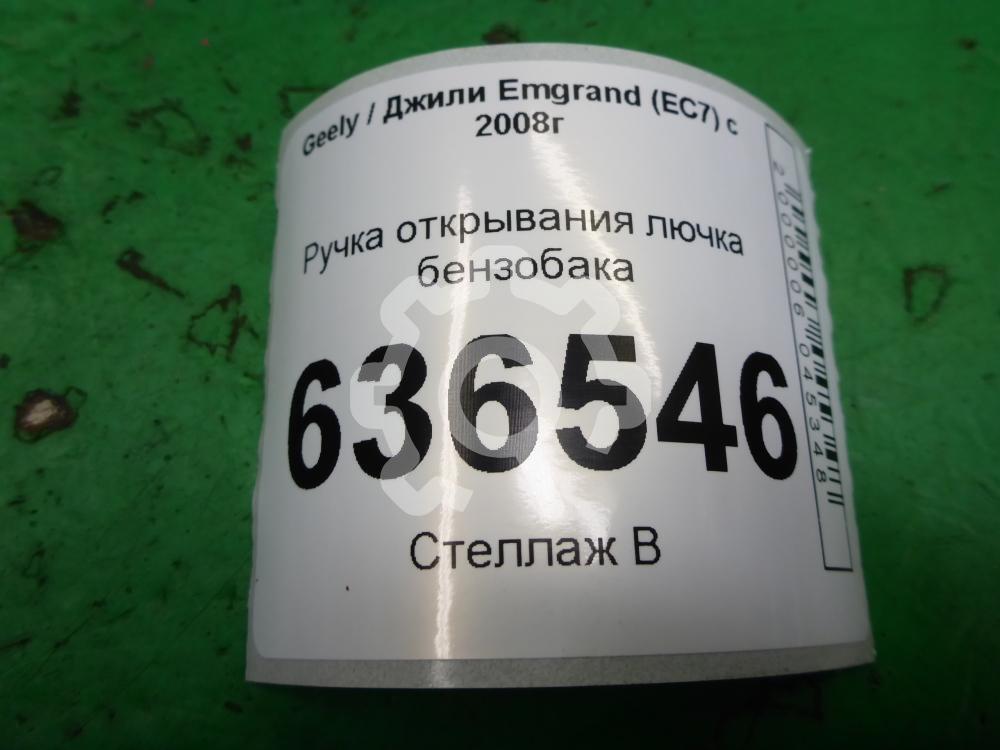 Geely / Джили Emgrand (EC7) с
2008г
Ручка открывания лючка
бензобака
636546
Стеллаж В
2000006045348